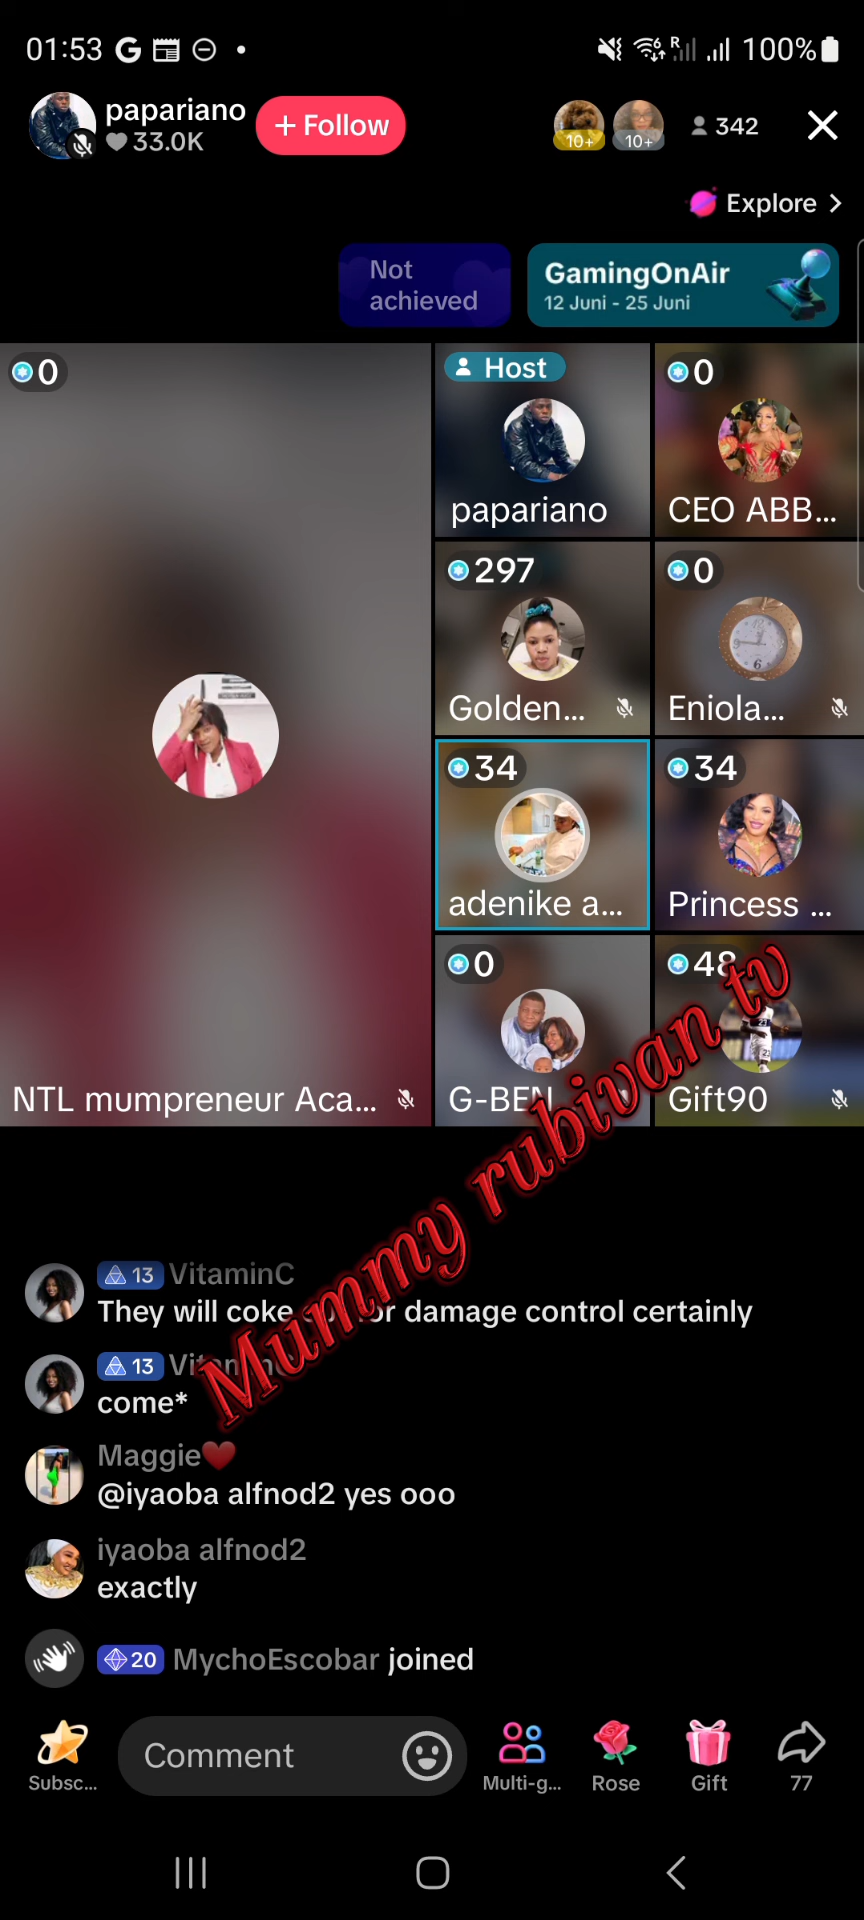 01:53
100%
papariano
33.0K
+ Follow
10+
10+
342
Explore
Not
achieved
GamingOnAir
12 Juni - 25 Juni
0
Host
papariano
0
CEO ABB...
297
Golden...
0
Eniola...
34
adenike a...
34
Princess ...
NTL mumpreneur Aca...
0
G-BEN
48
Gift90
Mummy rubivan tv
13 VitaminC
They will coke for damage control certainly
13 VitaminC
come*
Maggie❤️
@iyaoba alfnod2 yes ooo
iyaoba alfnod2
exactly
20 MychoEscobar joined
Comment
Subsc...
Multi-g...
Rose
Gift
77